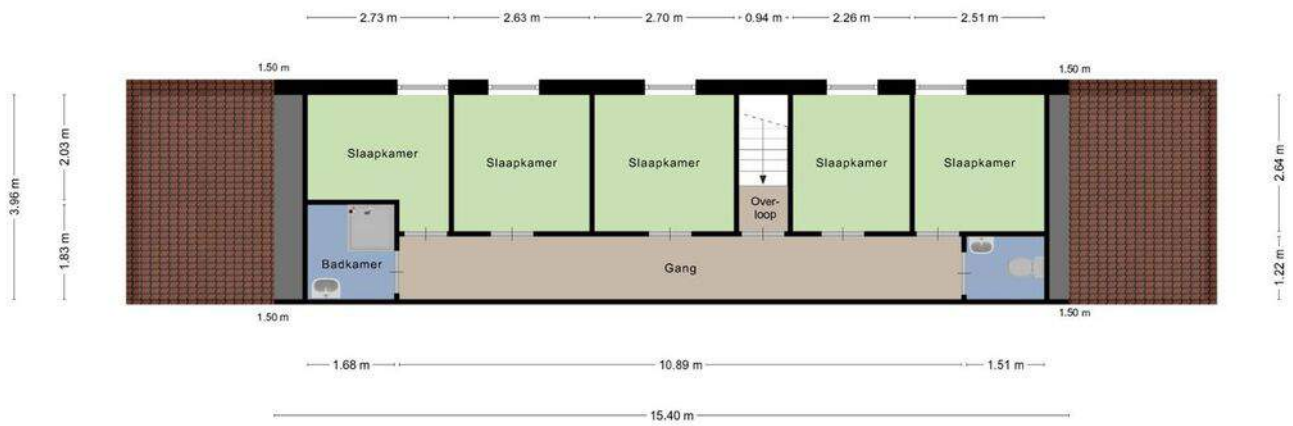 2.73 m 2.63 m 2.70 m 0.94 m 2.26 m 2.51 m
1.50 m 1.50 m
3.96 m
2.03 m
1.83 m
2.64 m
1.22 m
Slaapkamer Slaapkamer Slaapkamer Slaapkamer Slaapkamer
Over-
loop
Badkamer Gang
1.50 m 1.50 m
1.68 m 10.89 m 1.51 m
15.40 m